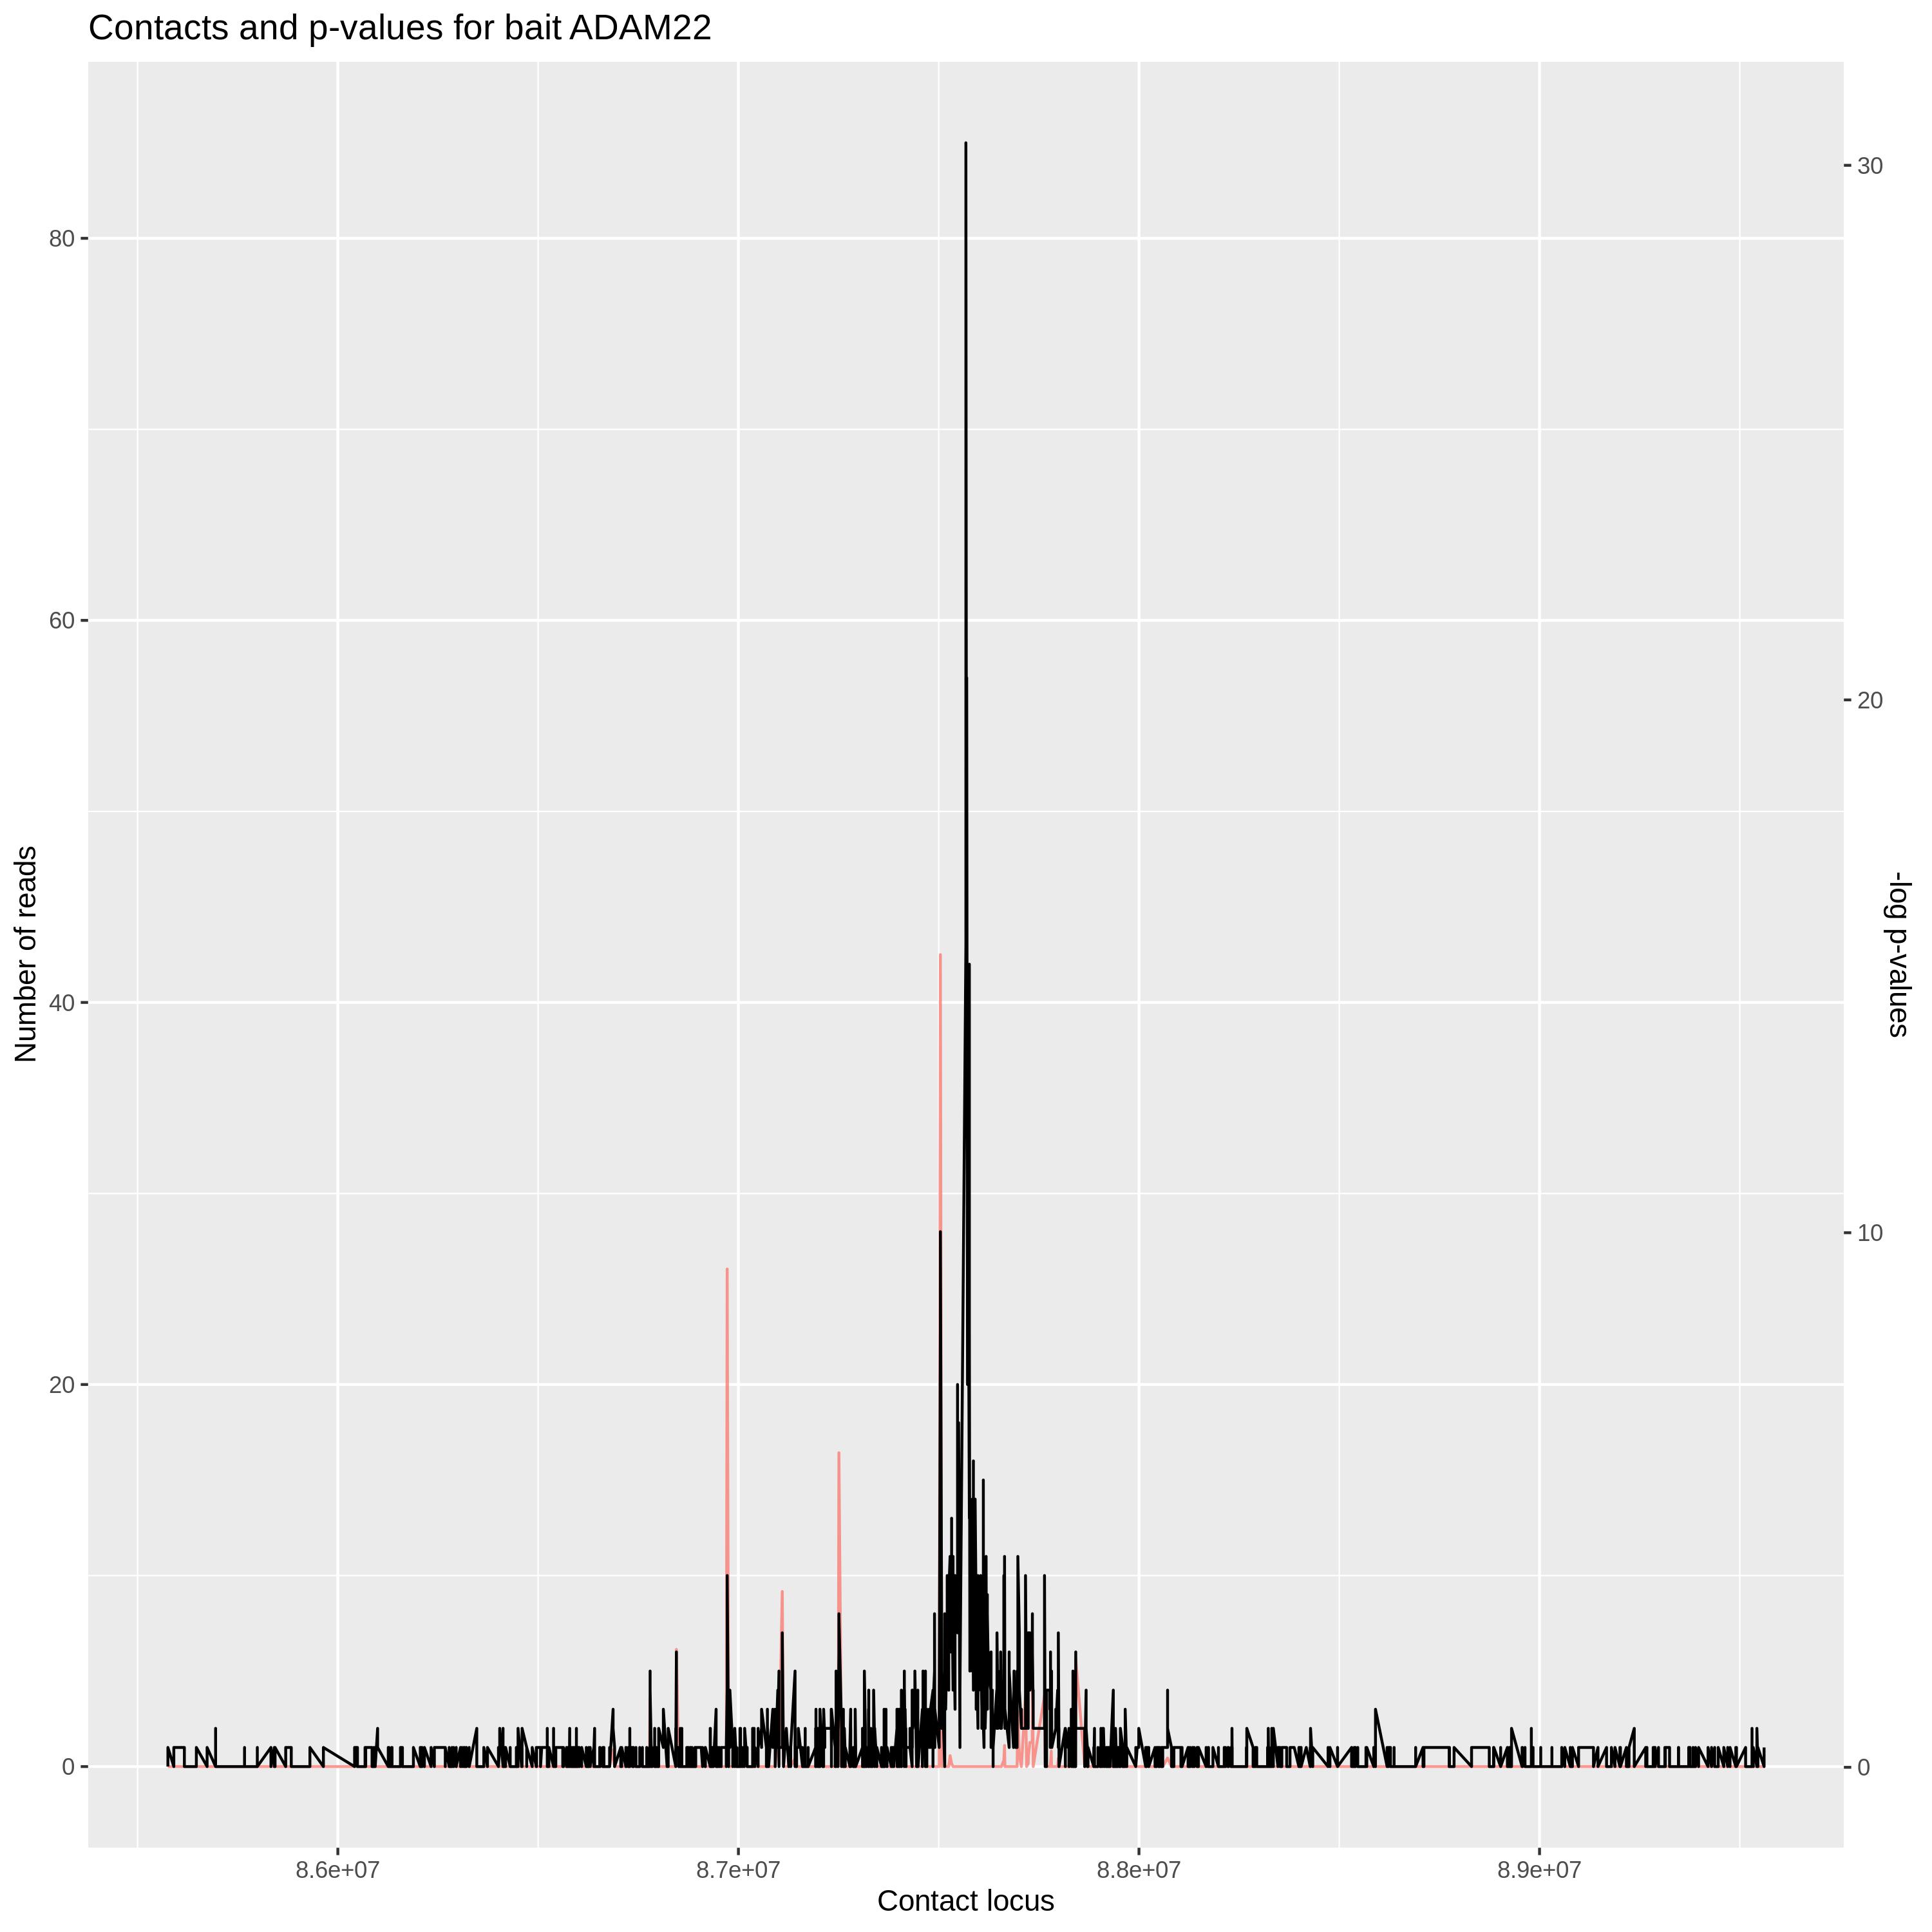 Contacts and p-values for bait ADAM22
Number of reads
80
60
40
20
0
30
20
10
0
-log p-values
8.6e+07
8.7e+07
8.8e+07
8.9e+07
Contact locus